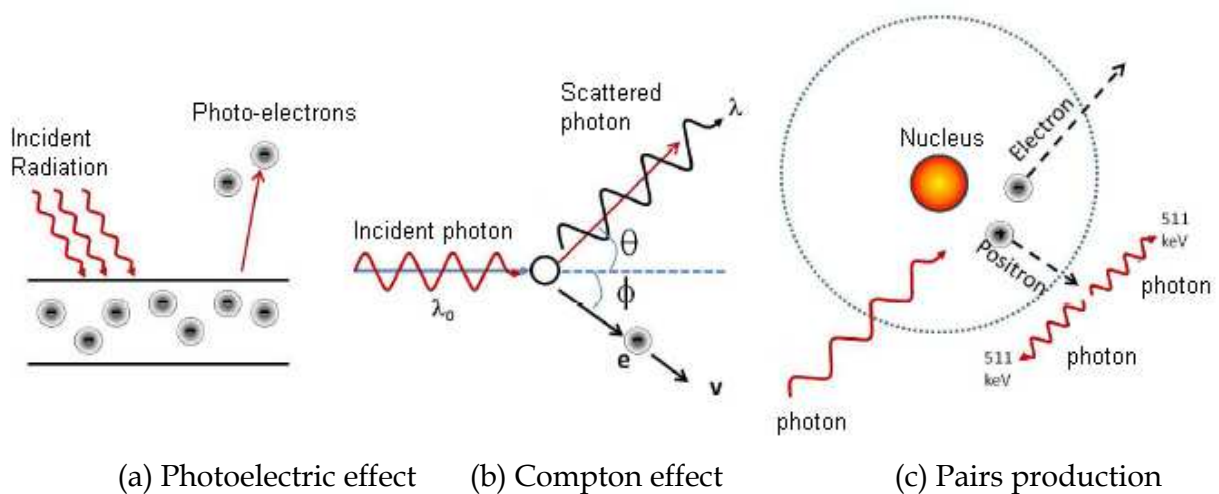 Photo-electrons
Incident
Radiation
(a) Photoelectric effect
Scattered
photon
λ
Incident photon
θ
ϕ
λ₀
e
v
(b) Compton effect
Nucleus
Electron
Positron
511
keV
photon
511
keV
photon
photon
(c) Pairs production